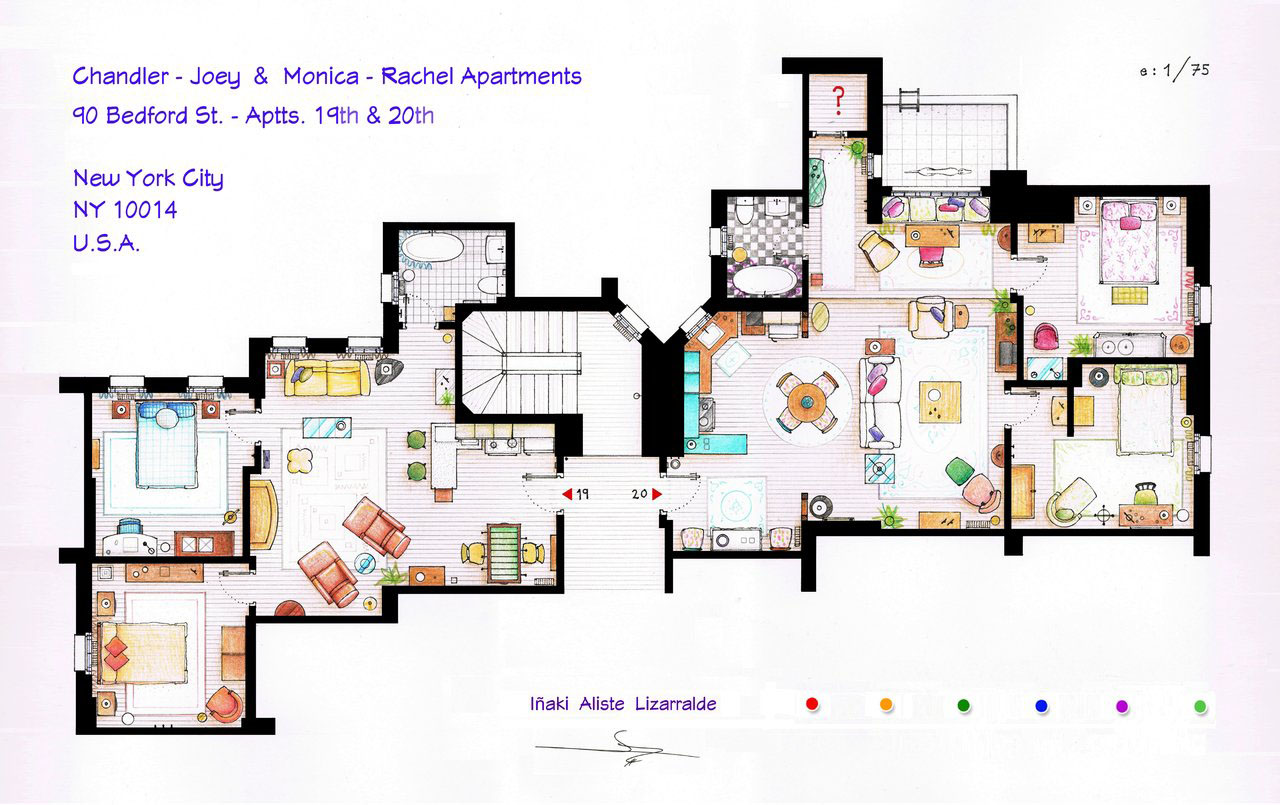 Chandler - Joey & Monica - Rachel Apartments
90 Bedford St. - Aptts. 19th & 20th
New York City
NY 10014
U.S.A.
e: 1/75
?
19 20
Iñaki Aliste Lizarralde